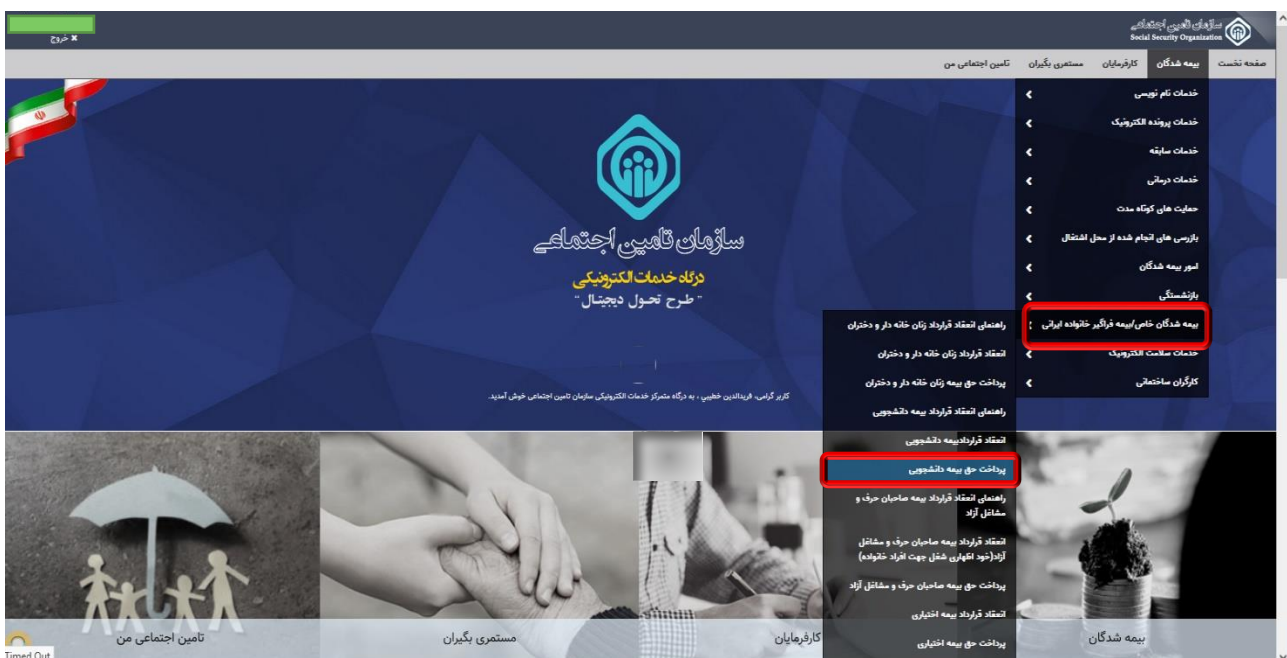 سازمان تامین اجتماعی
Social Security Organization
× خروج
صفحه نخست
بیمه شدگان
کارفرمایان
مستمری بگیران
تامین اجتماعی من
خدمات نام نویسی
خدمات پرونده الکترونیک
خدمات سابقه
خدمات درمانی
حمایت های کوتاه مدت
بازرسی های انجام شده از محل اشتغال
امور بیمه شدگان
بازنشستگی
بیمه شدگان خاص/بیمه فراگیر خانواده ایرانی
خدمات سلامت الکترونیک
کارگران ساختمانی
راهنمای انعقاد قرارداد زنان خانه دار و دختران
انعقاد قرارداد زنان خانه دار و دختران
پرداخت حق بیمه زنان خانه دار و دختران
راهنمای انعقاد قرارداد بیمه دانشجویی
انعقاد قراردادبیمه دانشجویی
پرداخت حق بیمه دانشجویی
راهنمای انعقاد قرارداد بیمه صاحبان حرف و
مشاغل آزاد
انعقاد قرارداد بیمه صاحبان حرف و مشاغل
آزاد(خود اظهاری شغل جهت افراد خانواده)
پرداخت حق بیمه صاحبان حرف و مشاغل آزاد
انعقاد قرارداد بیمه اختیاری
پرداخت حق بیمه اختیاری
سازمان تامین اجتماعی
درگاه خدمات الکترونیکی
" طرح تحول دیجیتال "
کاربر گرامی، فریدالدین خطیبی ، به درگاه متمرکز خدمات الکترونیکی سازمان تامین اجتماعی خوش آمدید.
بیمه شدگان
کارفرمایان
مستمری بگیران
تامین اجتماعی من
Timed Out